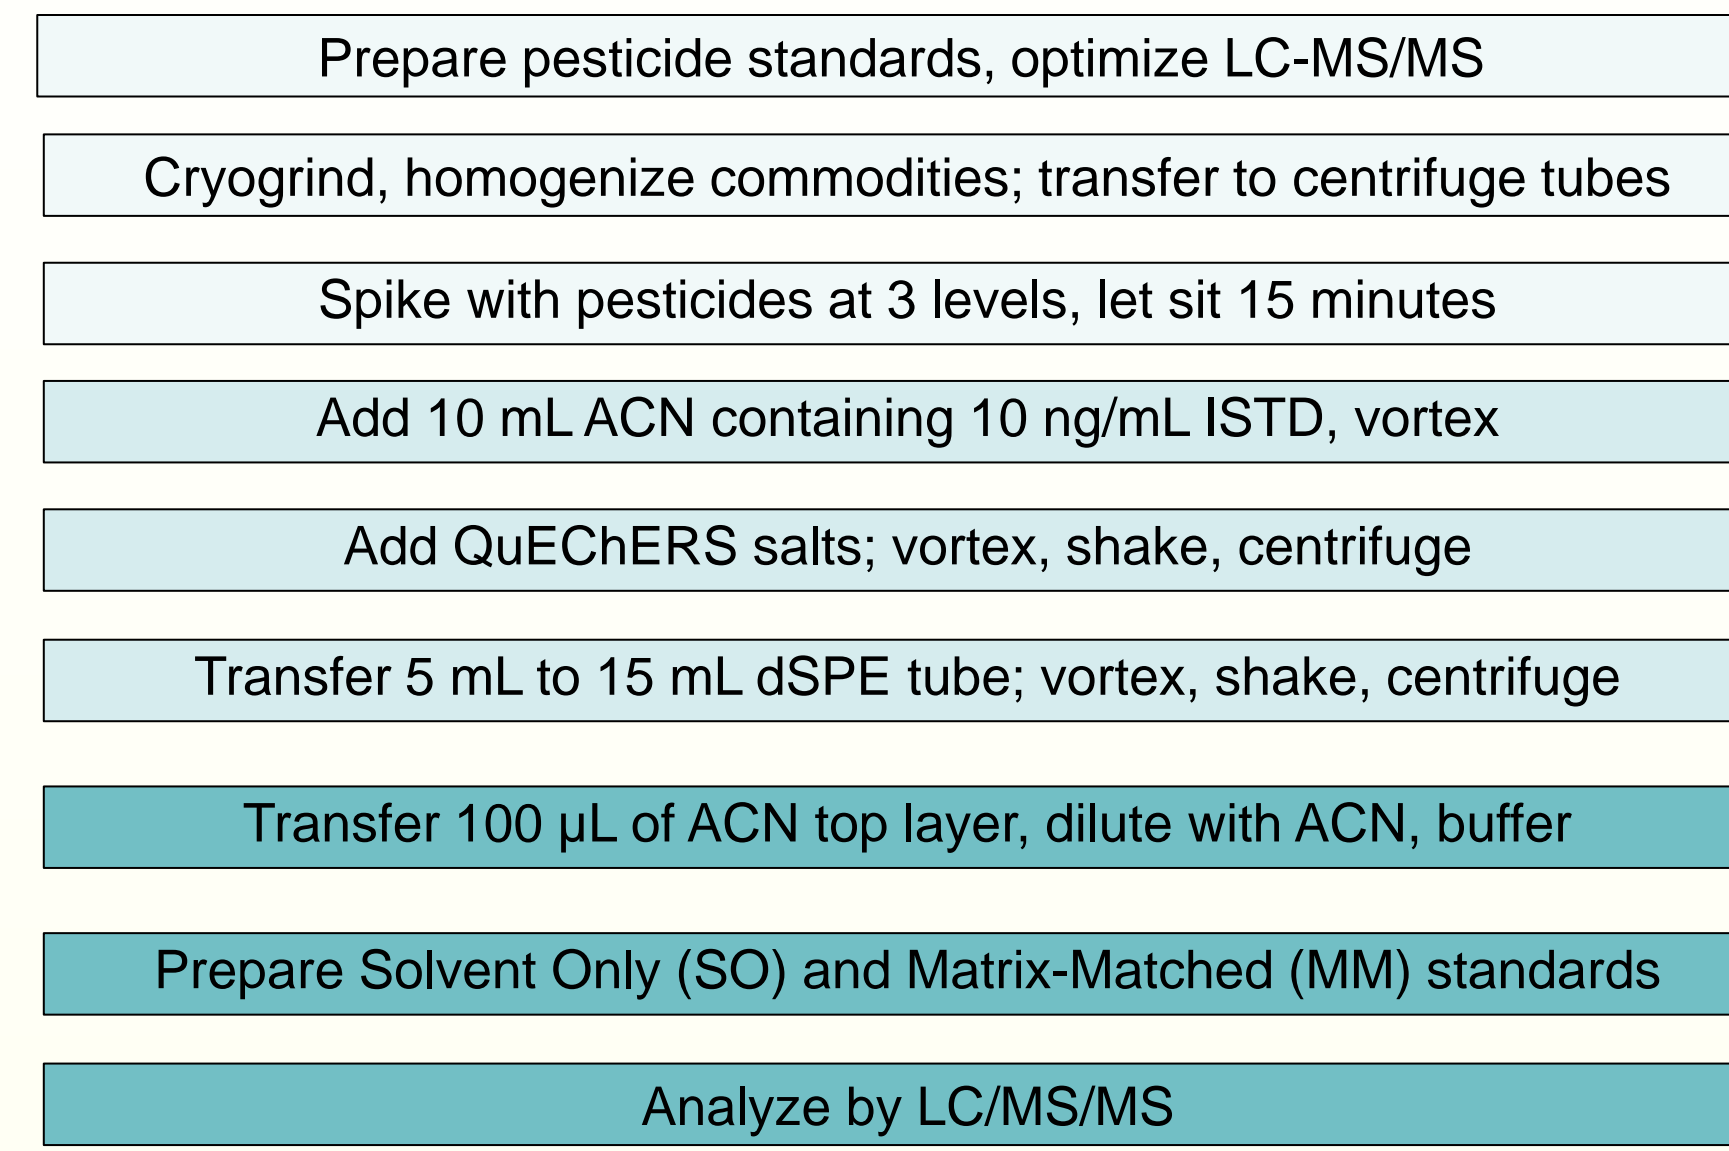 Prepare pesticide standards, optimize LC-MS/MS
Cryogrind, homogenize commodities; transfer to centrifuge tubes
Spike with pesticides at 3 levels, let sit 15 minutes
Add 10 mL ACN containing 10 ng/mL ISTD, vortex
Add QuEChERS salts; vortex, shake, centrifuge
Transfer 5 mL to 15 mL dSPE tube; vortex, shake, centrifuge
Transfer 100 µL of ACN top layer, dilute with ACN, buffer
Prepare Solvent Only (SO) and Matrix-Matched (MM) standards
Analyze by LC/MS/MS